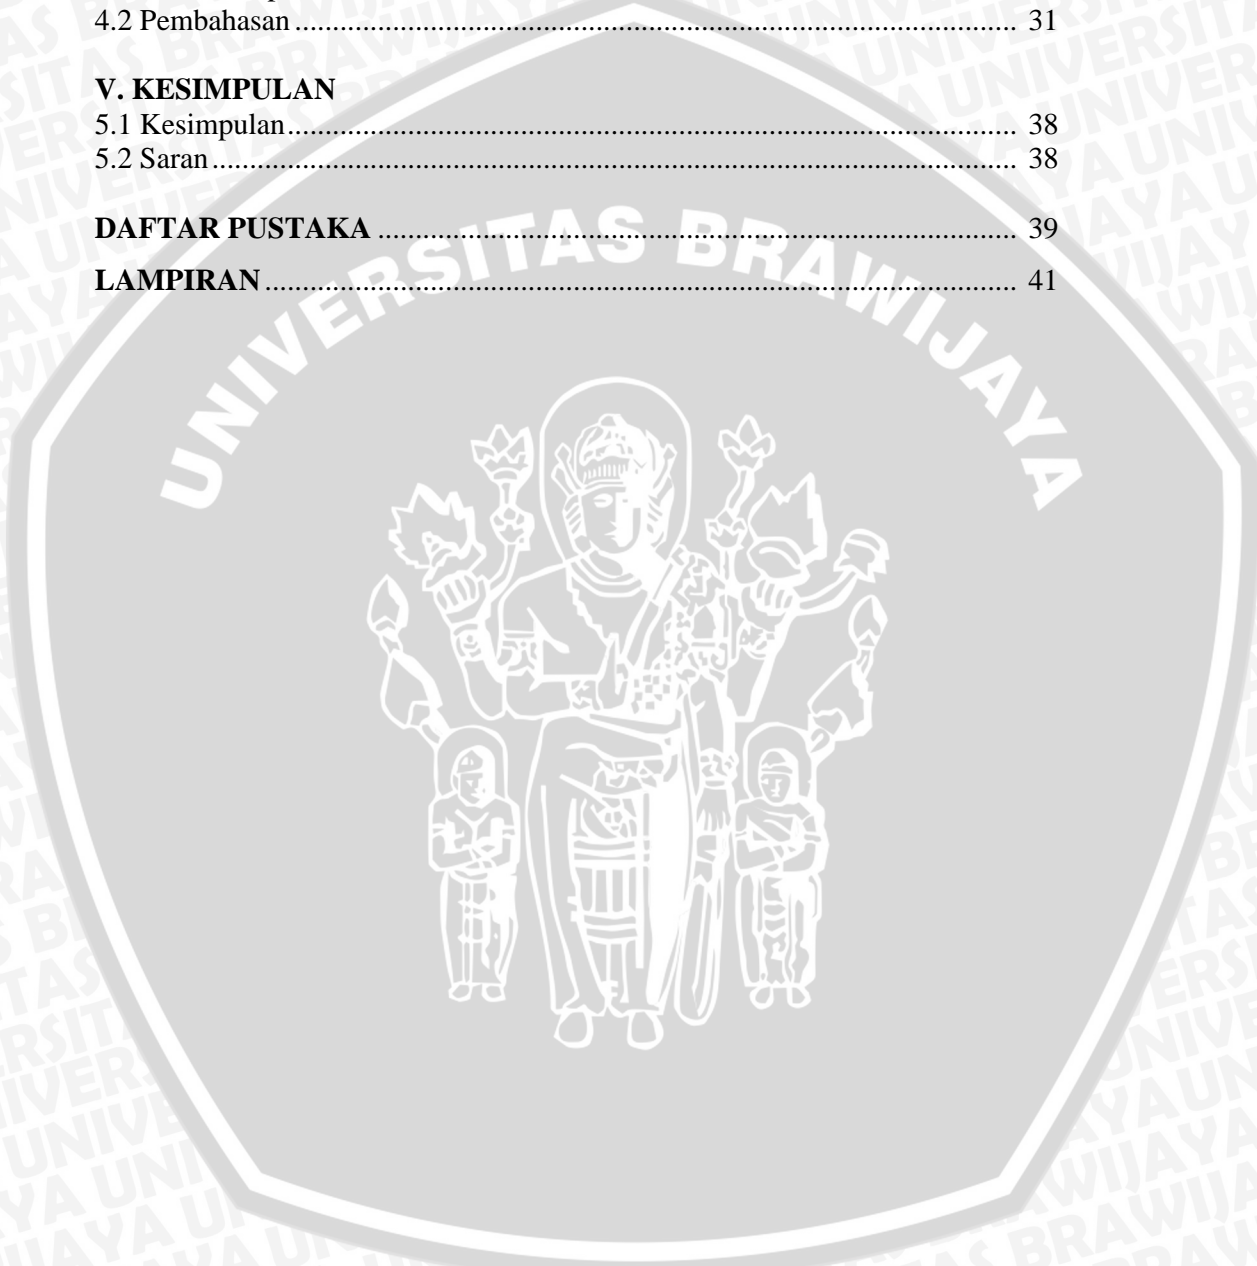 4.2 Pembahasan ................................................................................................ 31
V. KESIMPULAN
5.1 Kesimpulan ................................................................................................ 38
5.2 Saran ................................................................................................ 38
DAFTAR PUSTAKA ................................................................................................ 39
LAMPIRAN ................................................................................................ 41
UNIVERSITAS BRAWIJAYA